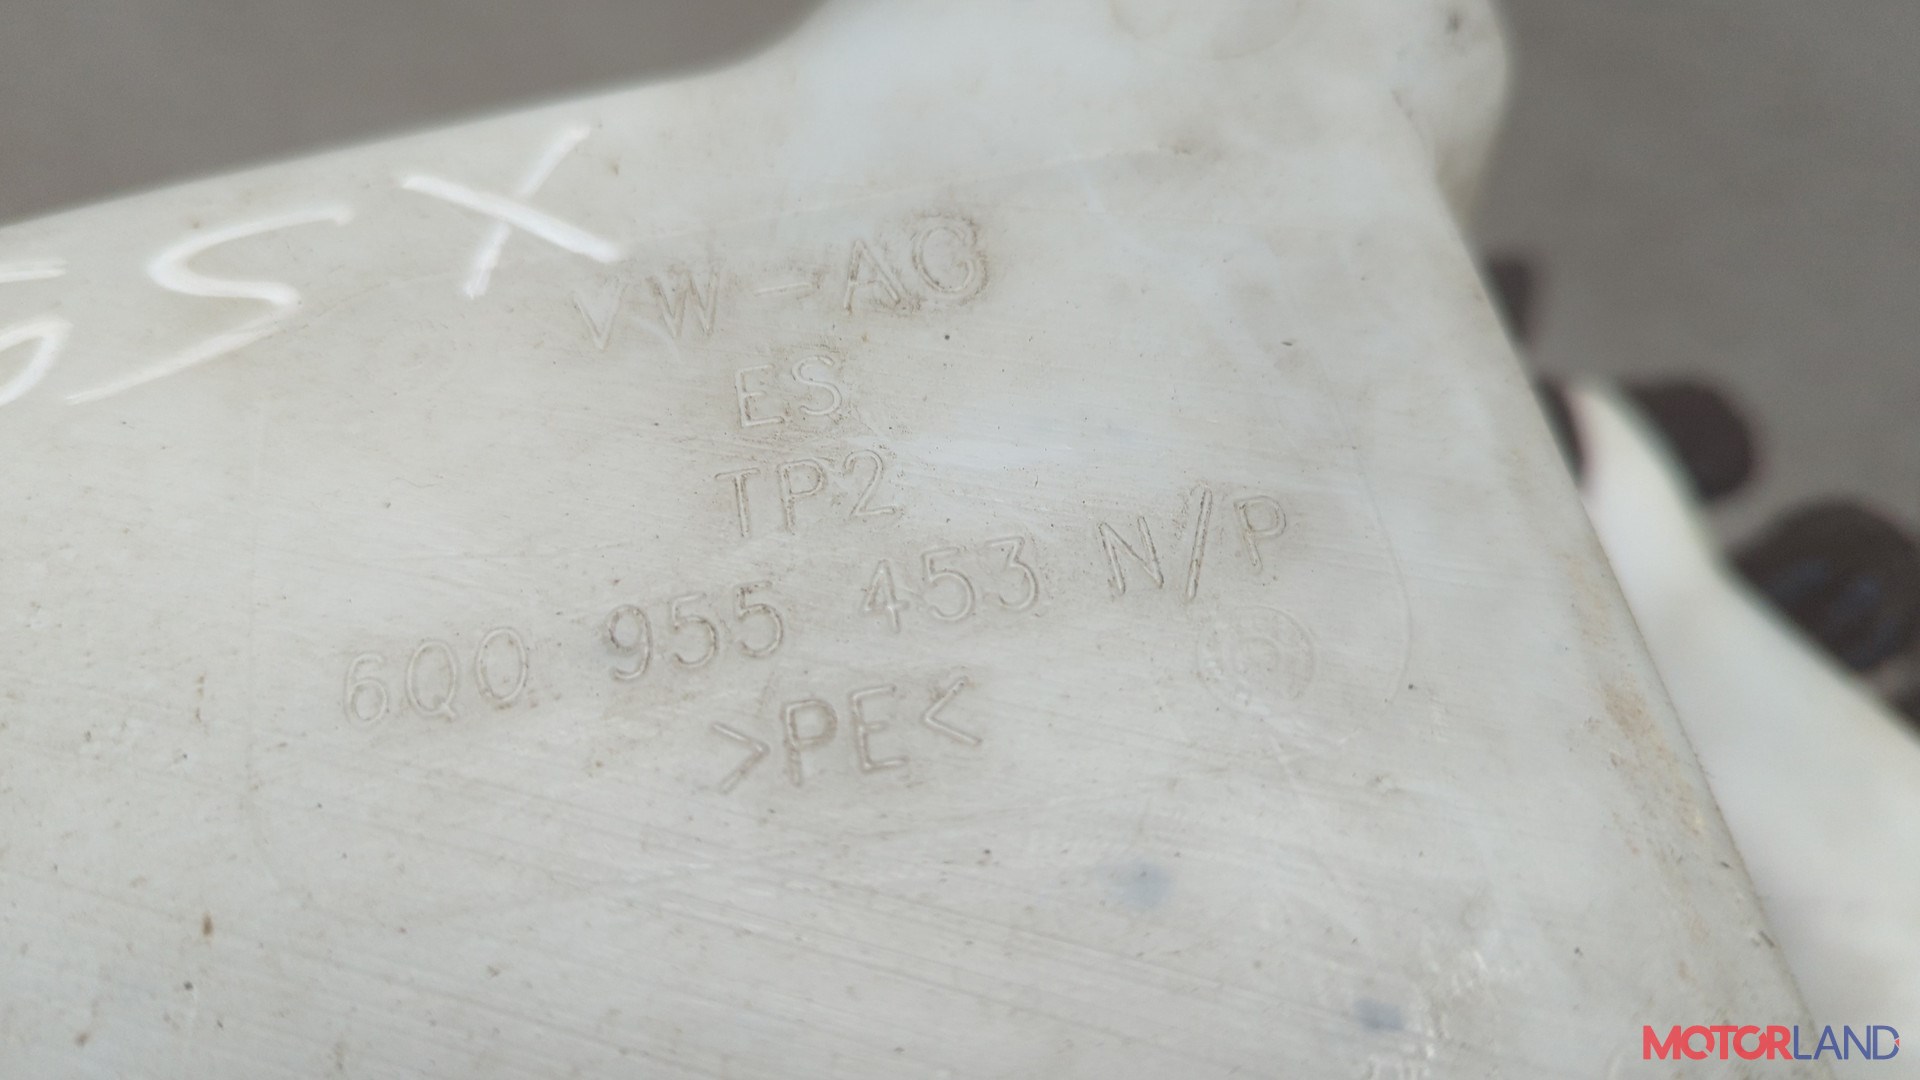 SX
VW-AG
ES
TP2
6Q0 955 453 N/P
>PE<
MOTORLAND